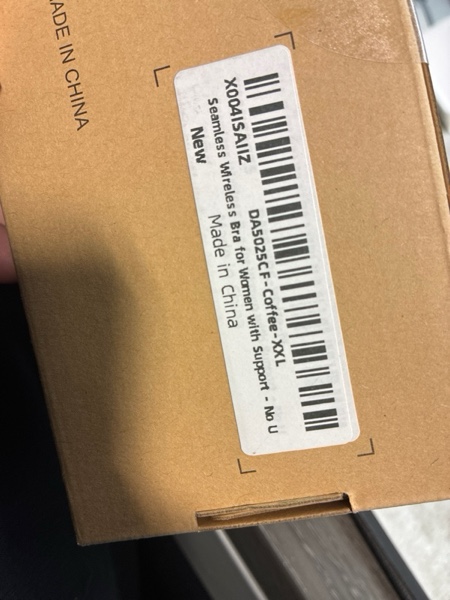 MADE IN CHINA
X004ISAIIZ
DA5025CF-Coffee-XXL
Seamless Wireless Bra for Women with Support - No U
New
Made in China